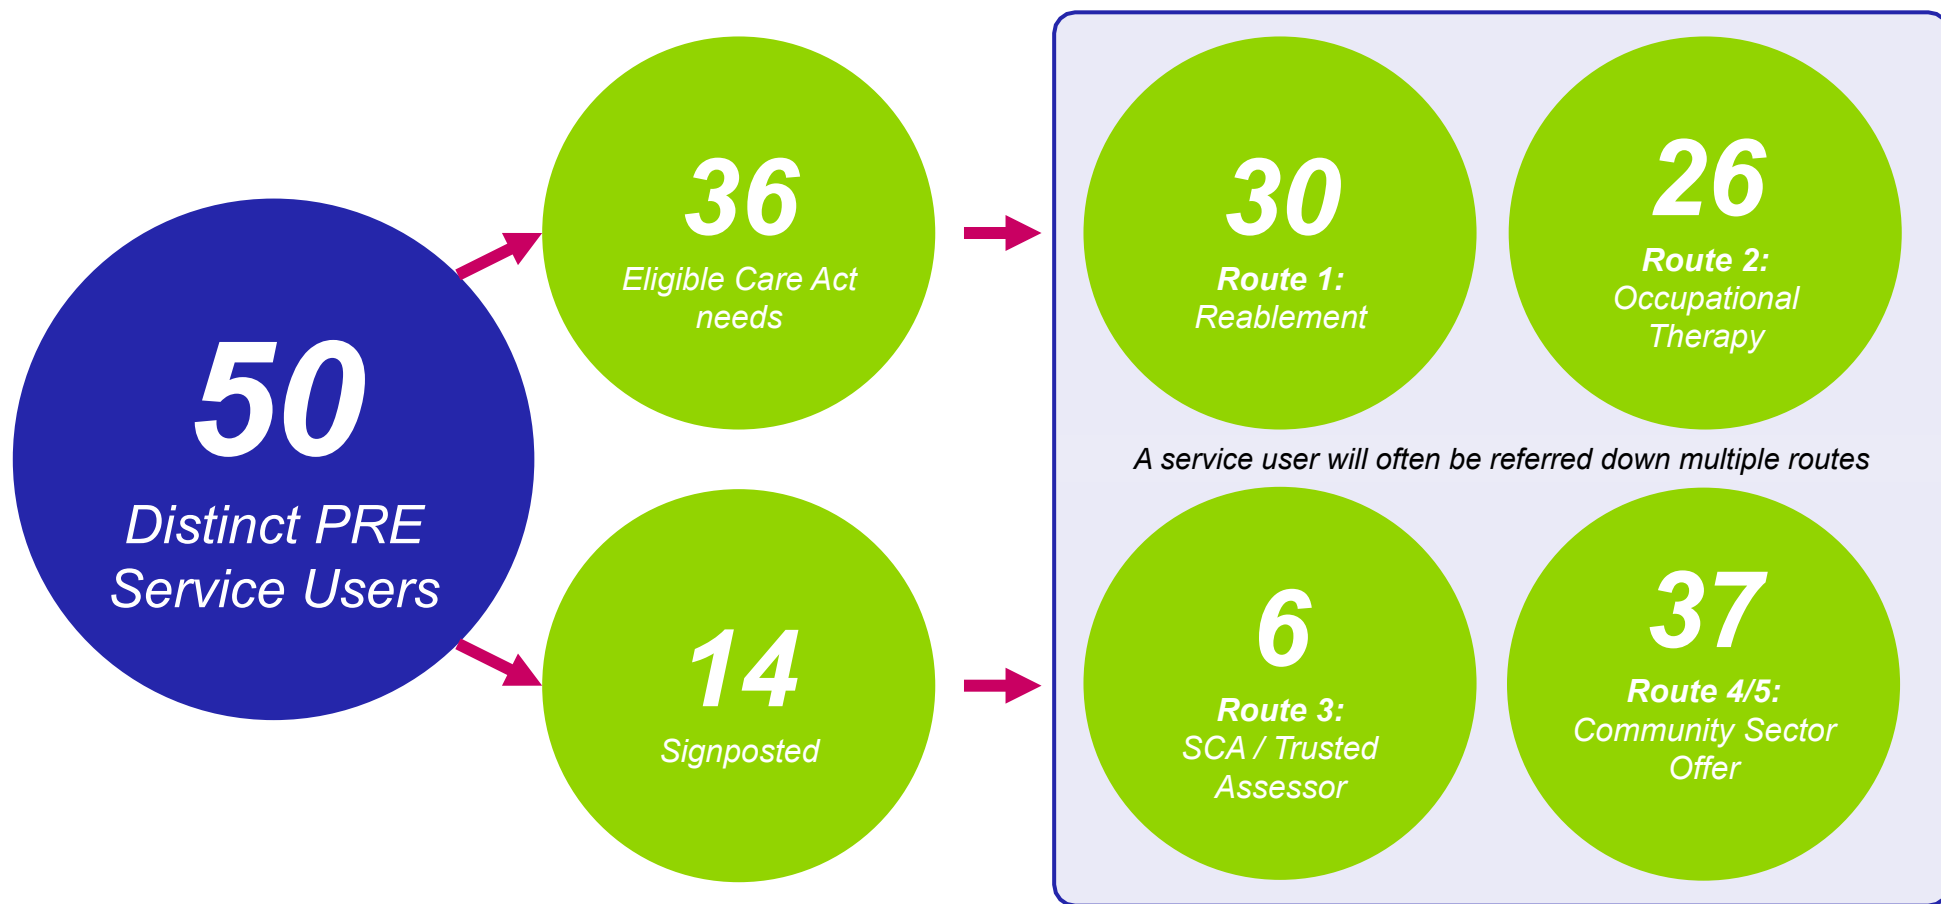 50
Distinct PRE
Service Users
36
Eligible Care Act
needs
14
Signposted
30
Route 1:
Reablement
26
Route 2:
Occupational
Therapy
A service user will often be referred down multiple routes
6
Route 3:
SCA / Trusted
Assessor
37
Route 4/5:
Community Sector
Offer